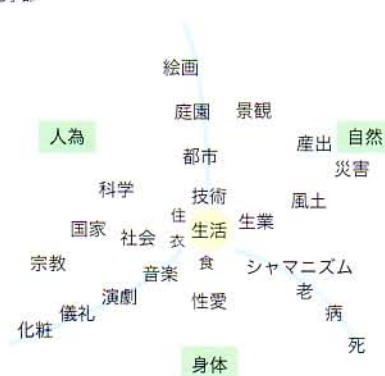 絵画
庭園
景観
人為
産出
自然
都市
災害
科学
技術
風土
住
国家
社会
衣
生活
生業
宗教
音楽
食
シャマニズム
演劇
性愛
老
儀礼
病
化粧
死
身体